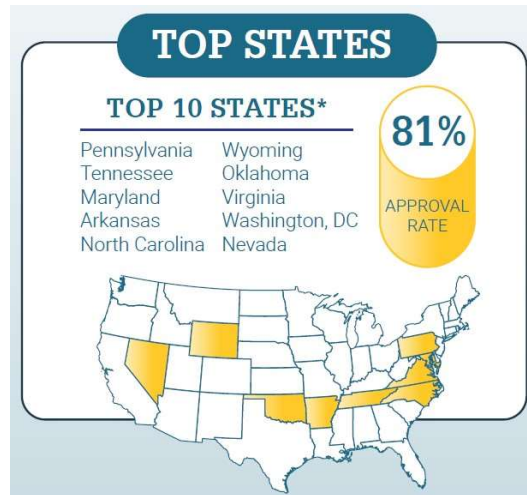 TOP STATES
TOP 10 STATES*
81%
APPROVAL
RATE
Pennsylvania
Tennessee
Maryland
Arkansas
North Carolina
Wyoming
Oklahoma
Virginia
Washington, DC
Nevada